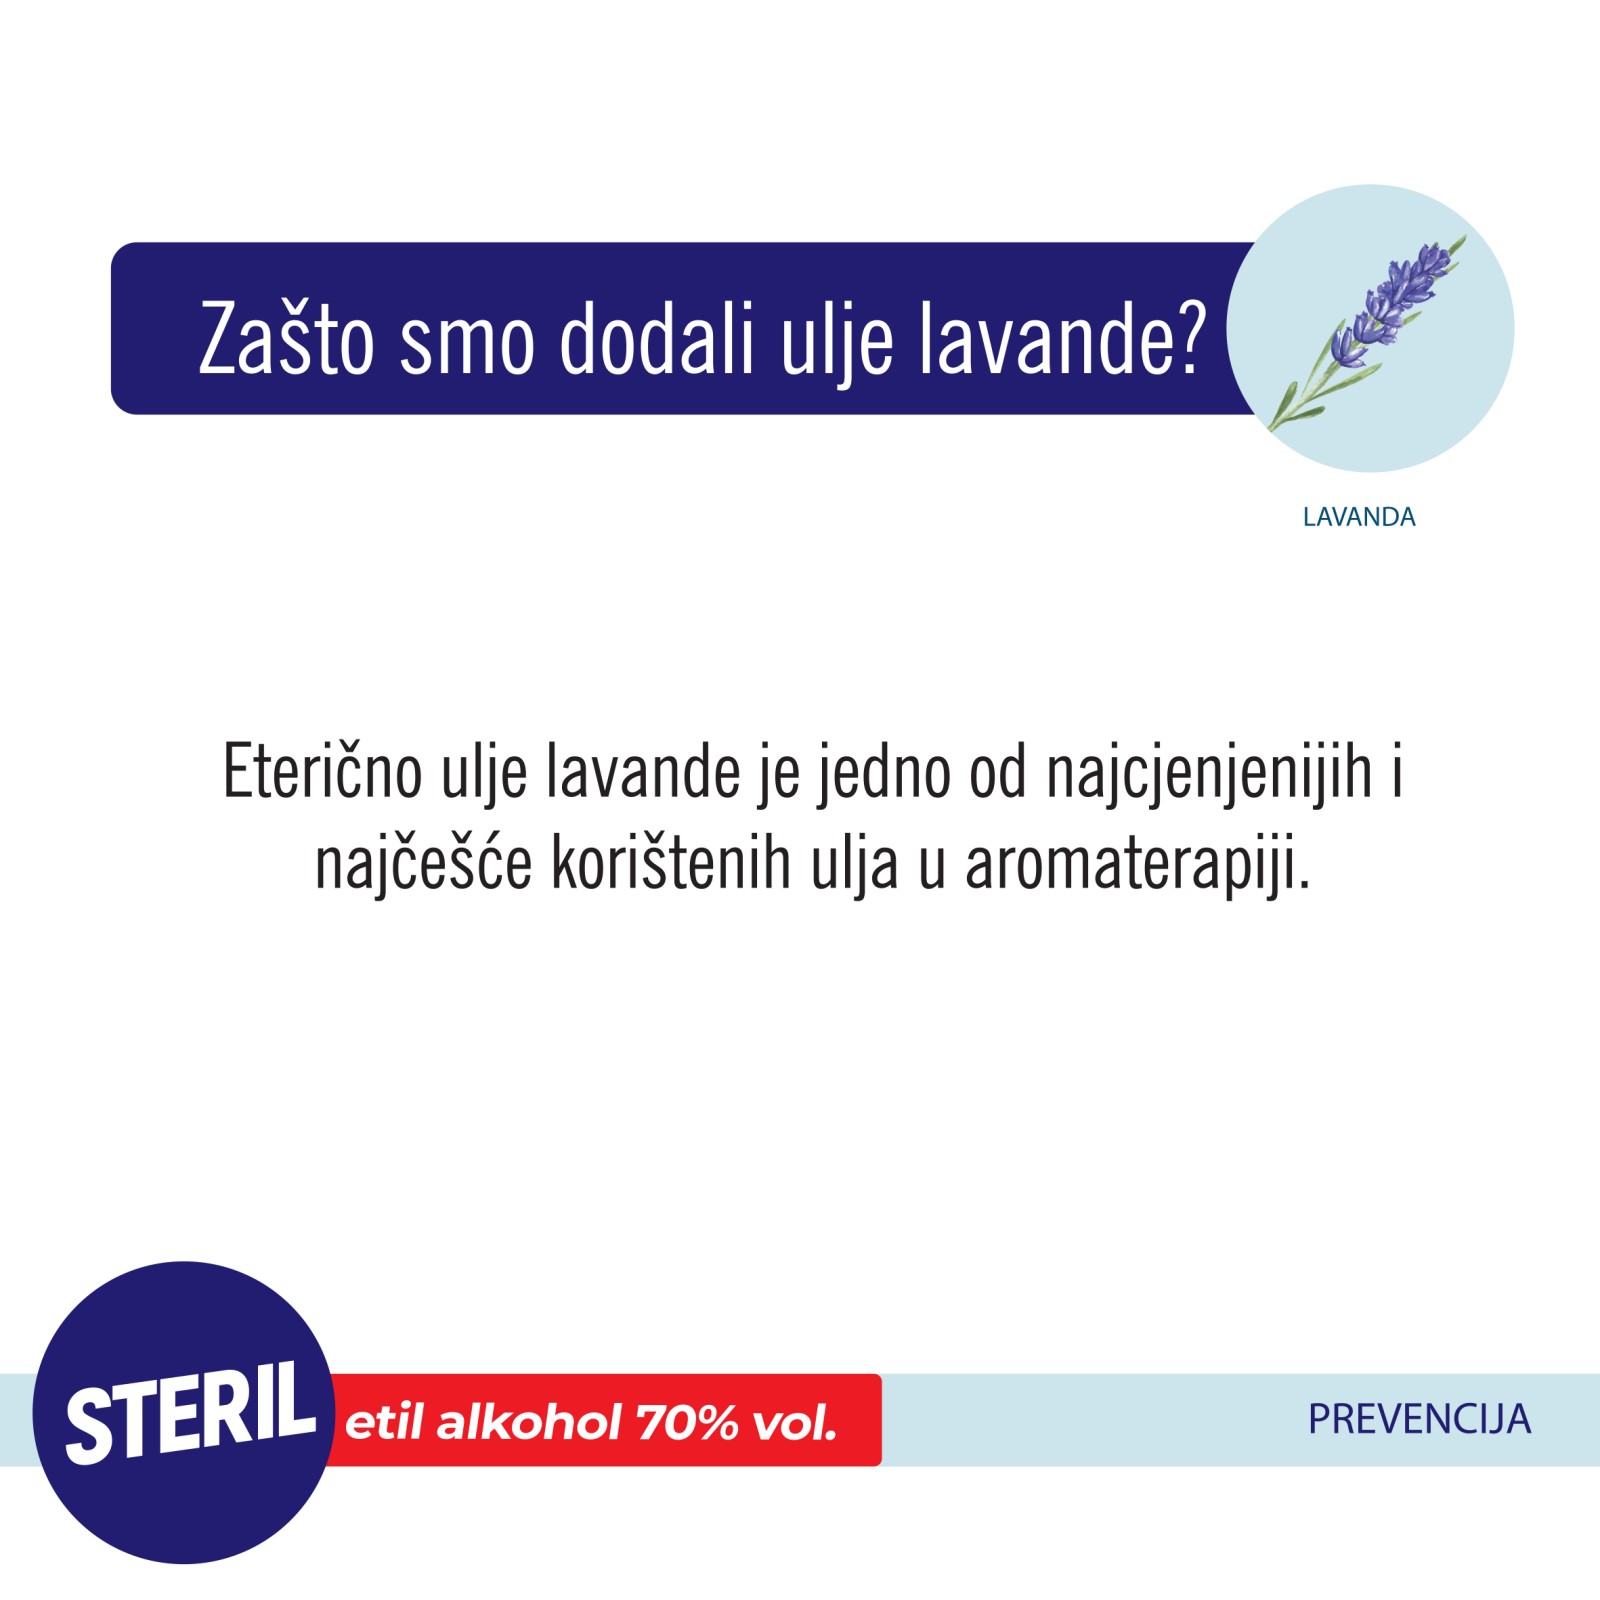 Zašto smo dodali ulje lavande?
LAVANDA
Eterično ulje lavande je jedno od najcjenjenijih i
najčešće korištenih ulja u aromaterapiji.
STERIL etil alkohol 70% vol.
PREVENCIJA